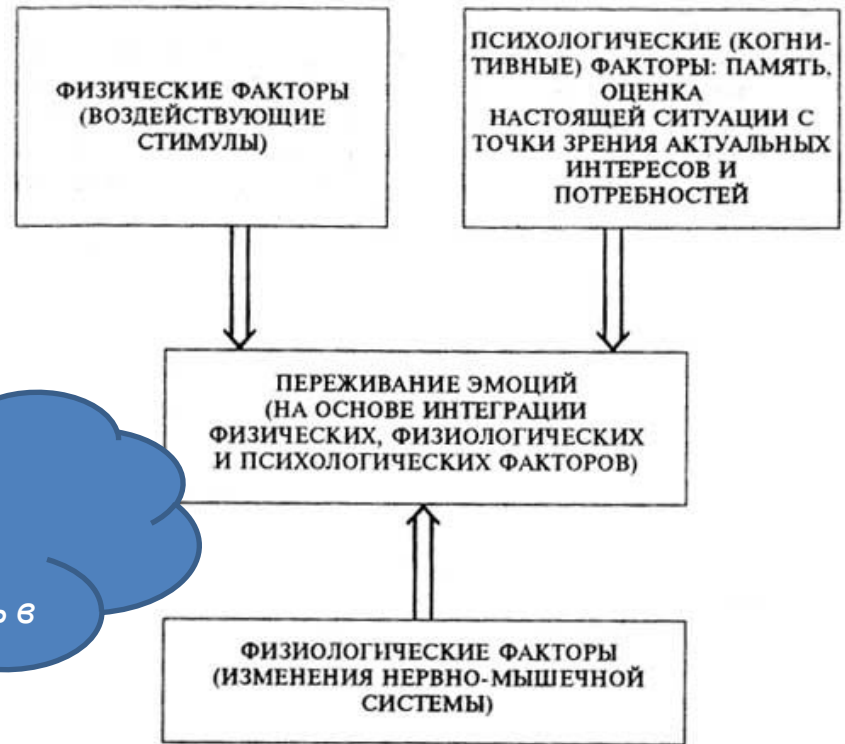 ФИЗИЧЕСКИЕ ФАКТОРЫ
(ВОЗДЕЙСТВУЮЩИЕ
СТИМУЛЫ)
ПСИХОЛОГИЧЕСКИЕ (КОГНИ-
ТИВНЫЕ) ФАКТОРЫ: ПАМЯТЬ,
ОЦЕНКА
НАСТОЯЩЕЙ СИТУАЦИИ С
ТОЧКИ ЗРЕНИЯ АКТУАЛЬНЫХ
ИНТЕРЕСОВ И
ПОТРЕБНОСТЕЙ
ПЕРЕЖИВАНИЕ ЭМОЦИЙ
(НА ОСНОВЕ ИНТЕГРАЦИИ
ФИЗИЧЕСКИХ, ФИЗИОЛОГИЧЕСКИХ
И ПСИХОЛОГИЧЕСКИХ ФАКТОРОВ)
в
ФИЗИОЛОГИЧЕСКИЕ ФАКТОРЫ
(ИЗМЕНЕНИЯ НЕРВНО-МЫШЕЧНОЙ
СИСТЕМЫ)